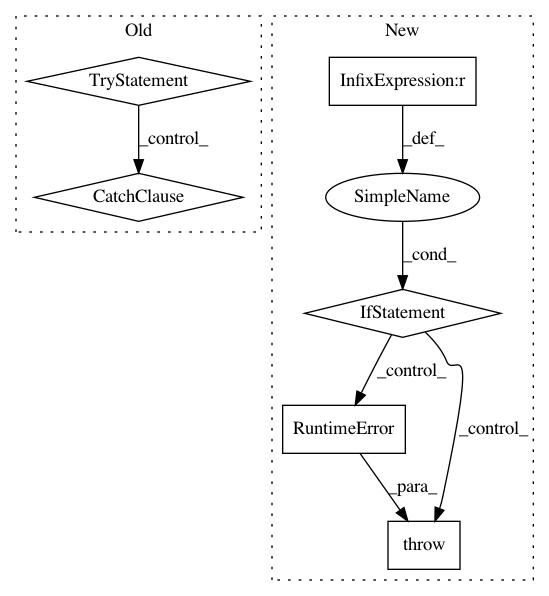 Old
TryStatement
_control_
CatchClause
New
InfixExpression:r
_def_
SimpleName
_cond_
IfStatement
_control_
RuntimeError
_control_
_para_
throw